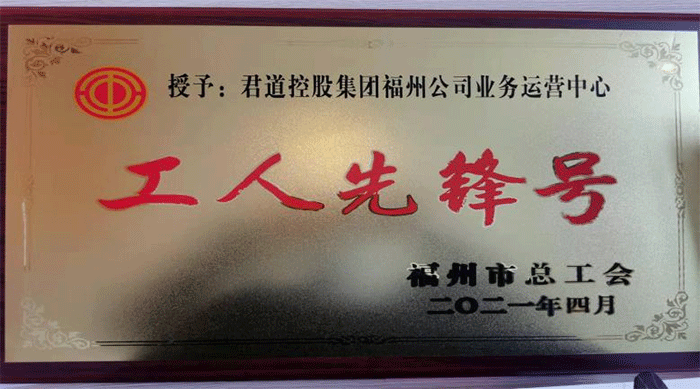 授予：君道控股集团福州公司业务运营中心
工人先锋号
福州市总工会
二〇二一年四月